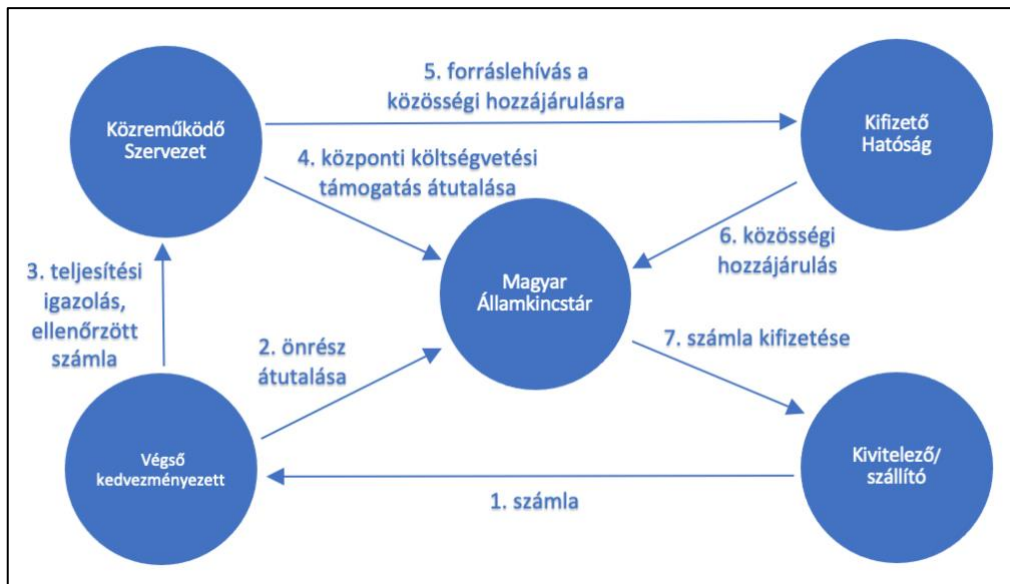 5. forráslehívás a
közösségi hozzájárulásra
Közreműködő
Szervezet
Kifizető
Hatóság
4. központi költségvetési
támogatás átutalása
6. közösségi
hozzájárulás
3. teljesítési
igazolás,
ellenőrzött
számla
Magyar
Államkincstár
2. önrész
átutalása
7. számla kifizetése
Végső
kedvezményezett
Kivitelező/
szállító
1. számla